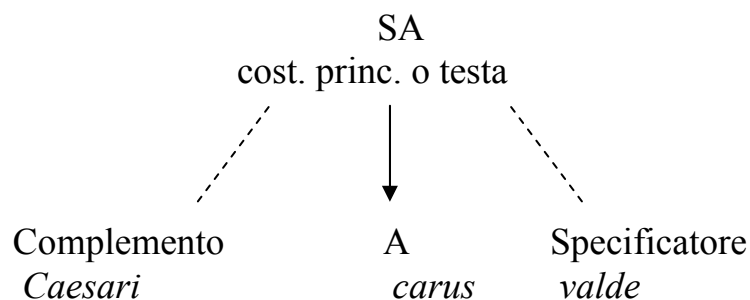 SA
cost. princ. o testa
Complemento A Specificatore
Caesari carus valde